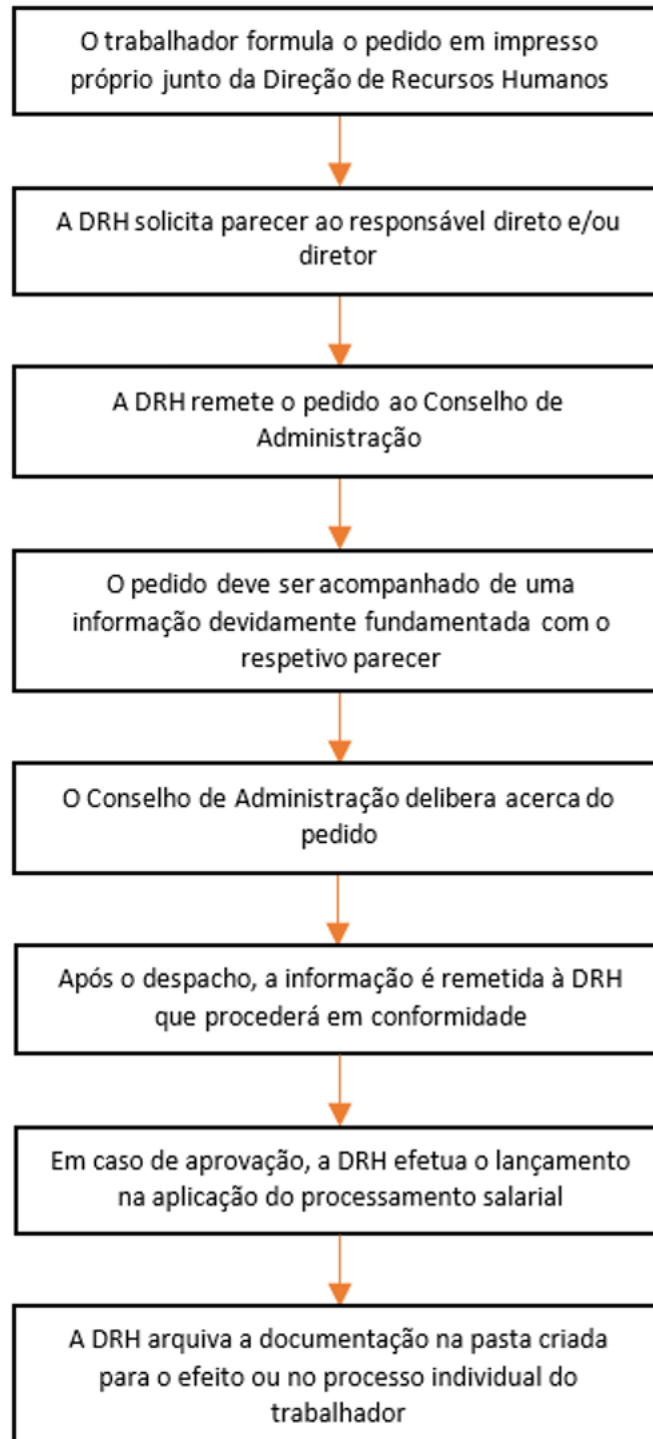 O trabalhador formula o pedido em impresso
próprio junto da Direção de Recursos Humanos
A DRH solicita parecer ao responsável direto e/ou
diretor
A DRH remete o pedido ao Conselho de
Administração
O pedido deve ser acompanhado de uma
informação devidamente fundamentada com o
respetivo parecer
O Conselho de Administração delibera acerca do
pedido
Após o despacho, a informação é remetida à DRH
que procederá em conformidade
Em caso de aprovação, a DRH efetua o lançamento
na aplicação do processamento salarial
A DRH arquiva a documentação na pasta criada
para o efeito ou no processo individual do
trabalhador